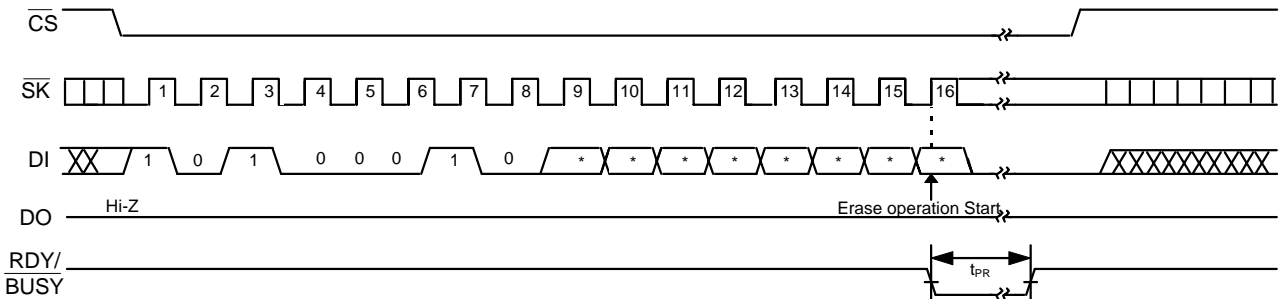 CS
SK 1 2 3 4 5 6 7 8 9 10 11 12 13 14 15 16
DI 1 0 1 0 0 0 1 0 * * * * * * * *
Erase operation Start
DO Hi-Z
RDY/
BUSY
tPR